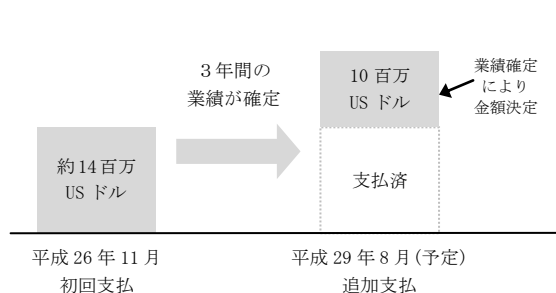 3年間の
業績が確定
10 百万
US ドル
業績確定
により
金額決定
約14百万
US ドル
支払済
平成 26 年 11 月
初回支払
平成 29 年 8 月(予定)
追加支払